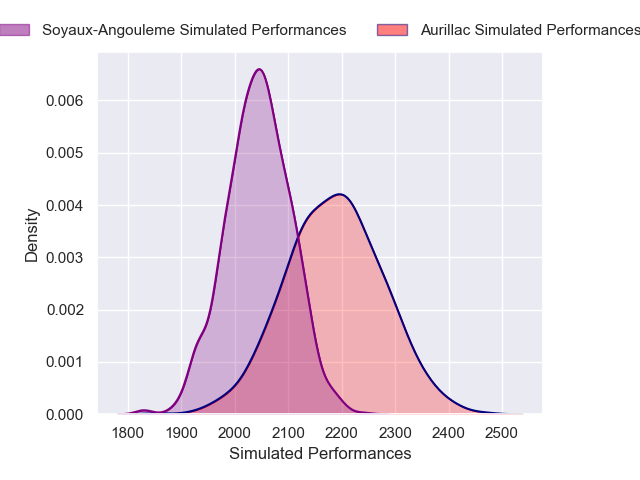 Soyaux-Angouleme Simulated Performances Aurillac Simulated Performances
0.006
0.005
0.004
0.003
0.002
0.001
0.000
Density
1800 1900 2000 2100 2200 2300 2400 2500
Simulated Performances